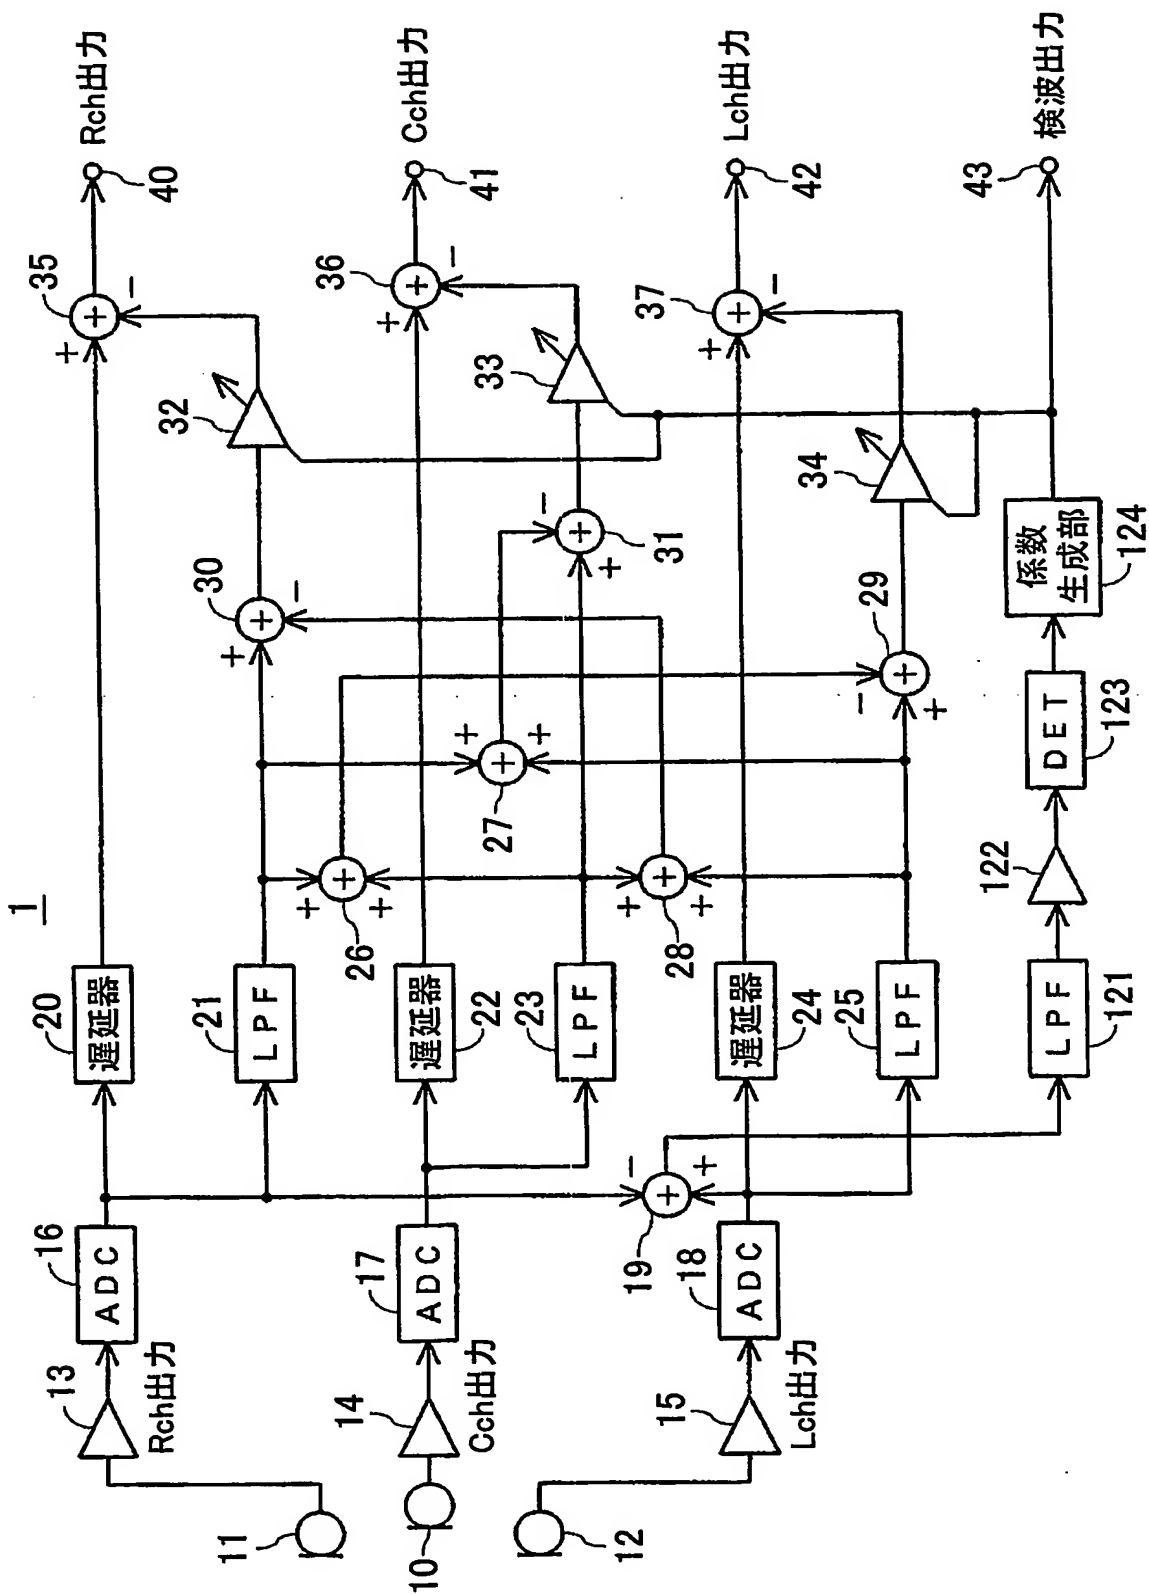 1
11
10
12
13
Rch出力
14
Cch出力
15
Lch出力
16
ADC
17
ADC
18
ADC
19
−
+
20
遅延器
21
LPF
22
遅延器
23
LPF
24
遅延器
25
LPF
121
LPF
26
+
+
27
+
+
28
+
+
122
123
DET
124
係数
生成部
29
−
+
30
+
−
31
−
+
32
33
34
35
+
−
36
+
−
37
+
−
40
Rch出力
41
Cch出力
42
Lch出力
43
検波出力